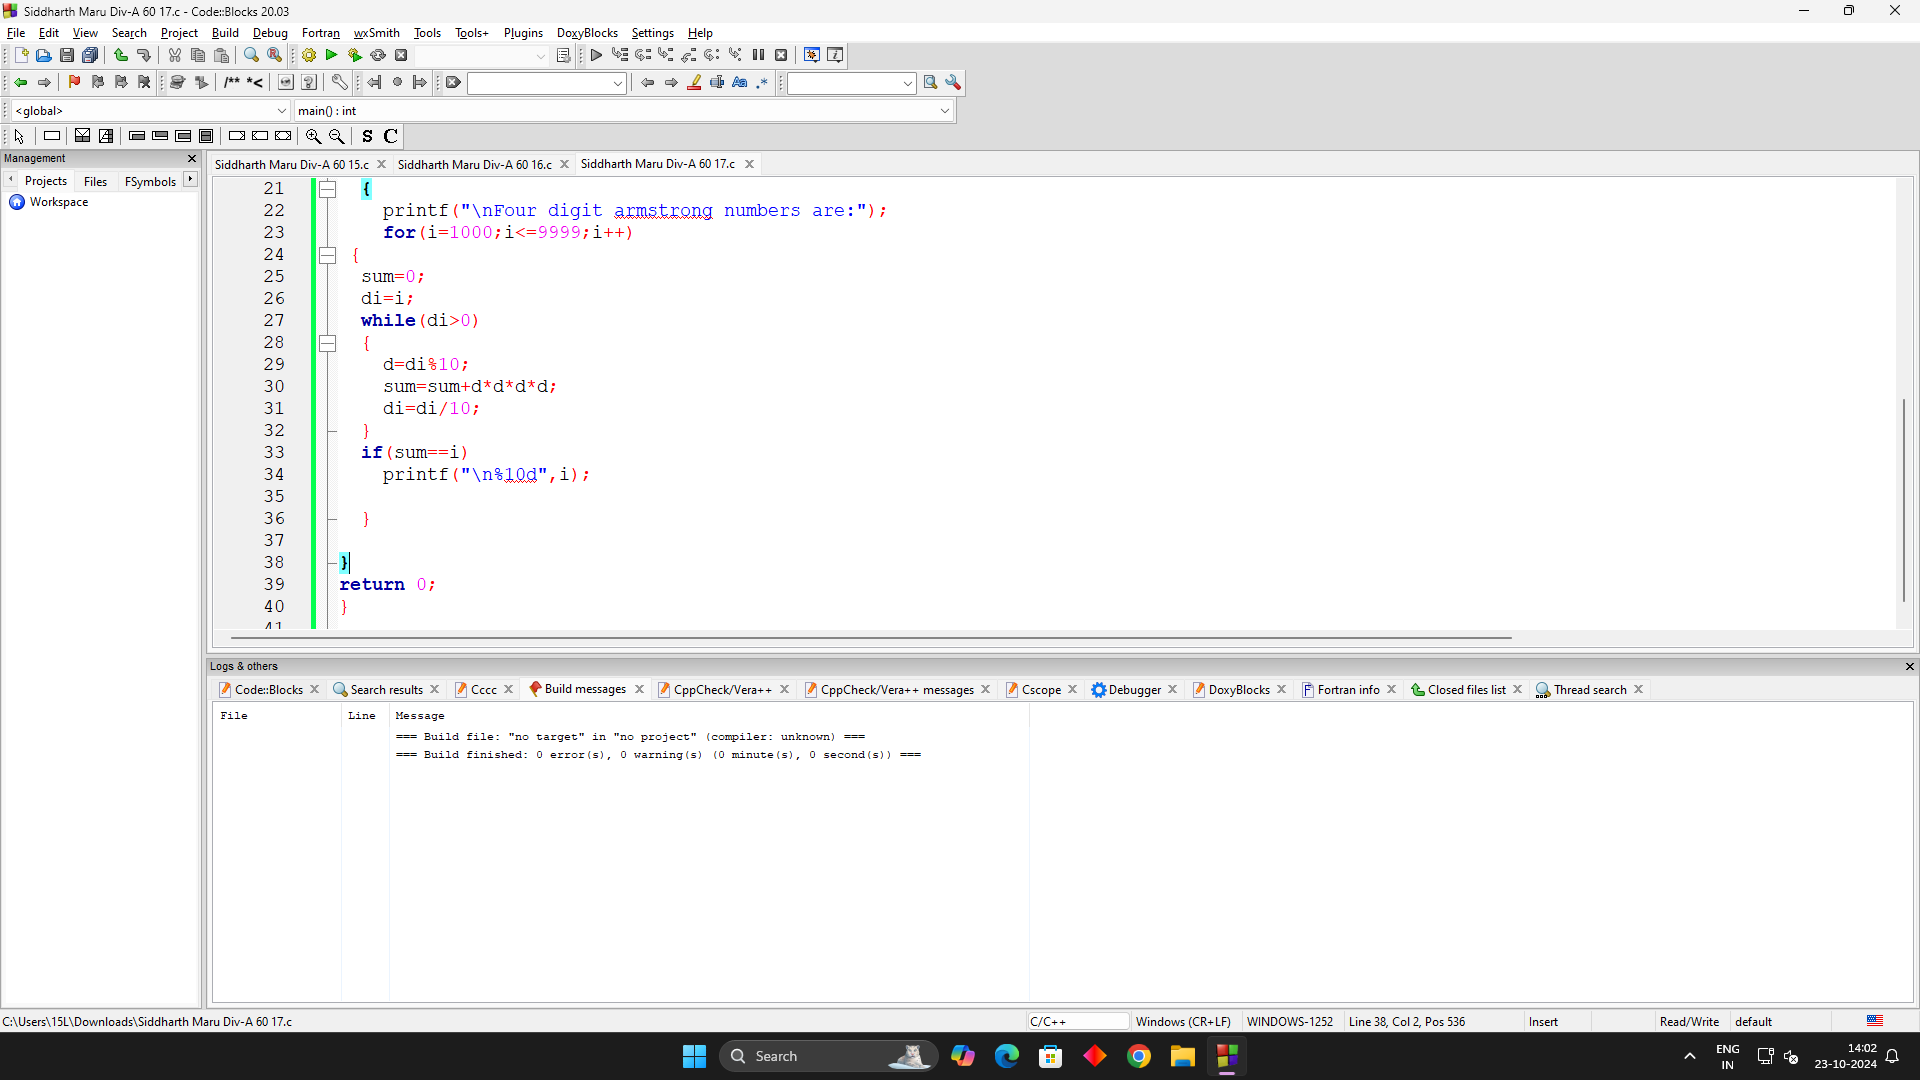 Siddharth Maru Div-A 60 17.c - Code::Blocks 20.03
File Edit View Search Project Build Debug Fortran wxSmith Tools Tools+ Plugins DoxyBlocks Settings Help
/** *<
Aa .*
<global> main() : int
S C
Management
Siddharth Maru Div-A 60 15.c Siddharth Maru Div-A 60 16.c Siddharth Maru Div-A 60 17.c
Projects Files FSymbols
Workspace
21 {
22 printf("\nFour digit armstrong numbers are:");
23 for(i=1000;i<=9999;i++)
24 {
25 sum=0;
26 di=i;
27 while(di>0)
28 {
29 d=di%10;
30 sum=sum+d*d*d*d;
31 di=di/10;
32 }
33 if(sum==i)
34 printf("\n%10d",i);
35
36 }
37
38 }
39 return 0;
40 }
41
Logs & others
Code::Blocks Search results Cccc Build messages CppCheck/Vera++ CppCheck/Vera++ messages Cscope Debugger DoxyBlocks Fortran info Closed files list Thread search
File Line Message
=== Build file: "no target" in "no project" (compiler: unknown) ===
=== Build finished: 0 error(s), 0 warning(s) (0 minute(s), 0 second(s)) ===
C:\Users\15L\Downloads\Siddharth Maru Div-A 60 17.c C/C++ Windows (CR+LF) WINDOWS-1252 Line 38, Col 2, Pos 536 Insert Read/Write default
Search
ENG
IN
14:02
23-10-2024